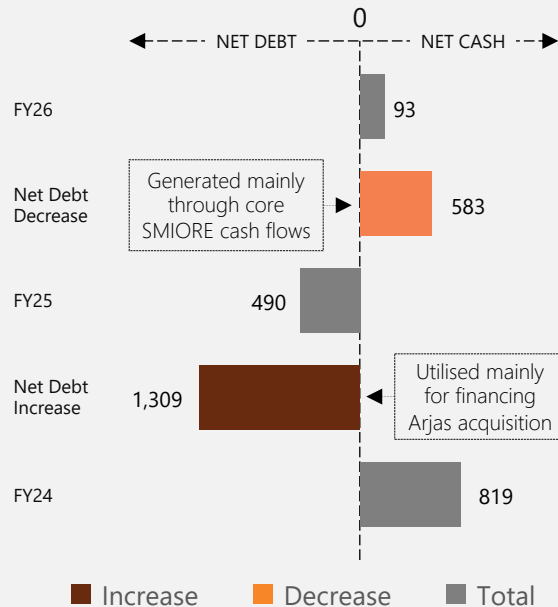 0
NET DEBT
NET CASH
FY26
93
Net Debt
Decrease
Generated mainly
through core
SMIORE cash flows
583
FY25
490
Net Debt
Increase
1,309
Utilised mainly
for financing
Arjas acquisition
FY24
819
Increase
Decrease
Total